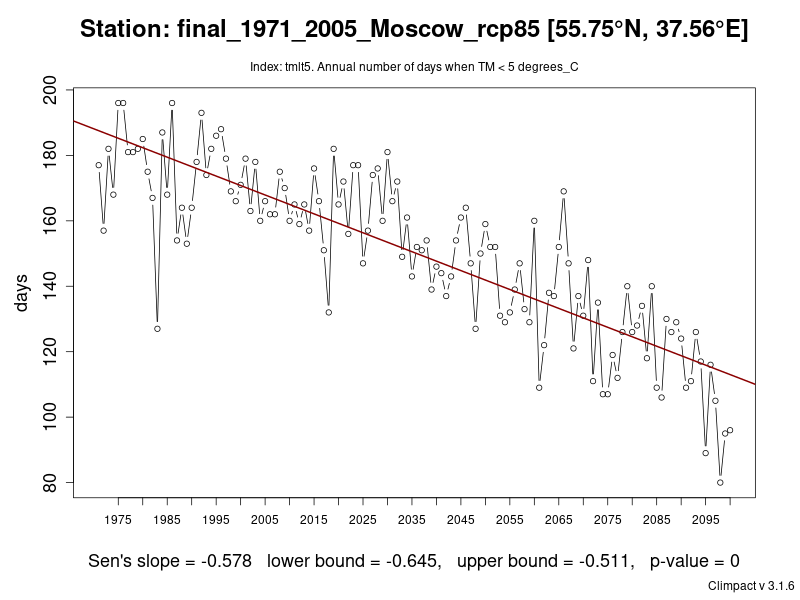 Station: final_1971_2005_Moscow_rcp85 [55.75°N, 37.56°E]
Index: tmlt5. Annual number of days when TM < 5 degrees_C
200
180
160
140
120
100
80
days
1975 1985 1995 2005 2015 2025 2035 2045 2055 2065 2075 2085 2095
Sen's slope = -0.578 lower bound = -0.645, upper bound = -0.511, p-value = 0
Climpact v 3.1.6